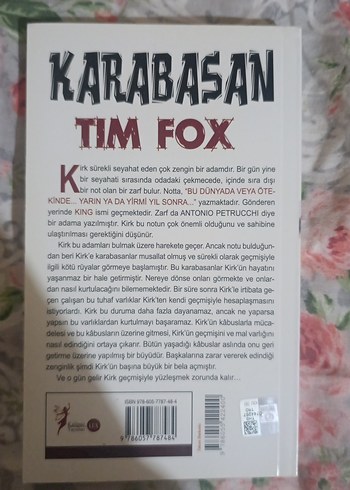 KARABASAN
TIM FOX
Kirk sürekli seyahat eden çok zengin bir adamdır. Bir gün yine
bir seyahati sırasında odadaki çekmecede, içinde sıra dışı
bir not olan bir zarf bulur. Notta, "BU DÜNYADA VEYA ÖTE-
KİNDE... YARIN YA DA YİRMİ YIL SONRA..." yazmaktadır. Gönderen
yerinde KING ismi geçmektedir. Zarf da ANTONIO PETRUCCHI diye
bir adama yazılmıştır. Kirk bu notun çok önemli olduğunu ve sahibine
ulaştırılması gerektiğini düşünür.
Kirk bu adamları bulmak üzere harekete geçer. Ancak notu bulduğun-
dan beri Kirk'e karabasanlar musallat olmuş ve sürekli olarak geçmişiyle
ilgili kötü rüyalar görmeye başlamıştır. Bu karabasanlar Kirk'ün hayatını
yaşanmaz bir hale getirmiştir. Nereye dönse onları görmekte ve onlar-
dan nasıl kurtulacağını bilememektedir. Bir süre sonra Kirk'le irtibata ge-
çen çalışan bu tuhaf varlıklar Kirk'ten kendi geçmişiyle hesaplaşmasını
istiyorlardı. Kirk bu duruma daha fazla dayanamaz, ancak ne yaparsa
yapsın bu varlıklardan kurtulmayı başaramaz. Kirk'ün kâbuslarla müca-
delesi ve bu kâbusların üzerine gitmesi, Kirk'ün geçmişini ve mal varlığını
nasıl edindiğini ortaya çıkarır. Bütün yaşadığı kâbuslar aslında onu geri
getirme üzerine yapılmış bir büyüdür. Başkalarına zarar vererek edindiği
zenginlik şimdi Kirk'ün başına büyük bir bela açmıştır.
Ve o gün gelir Kirk geçmişiyle yüzleşmek zorunda kalır...
ISBN: 978-605-7787-48-4
9 786057 787484